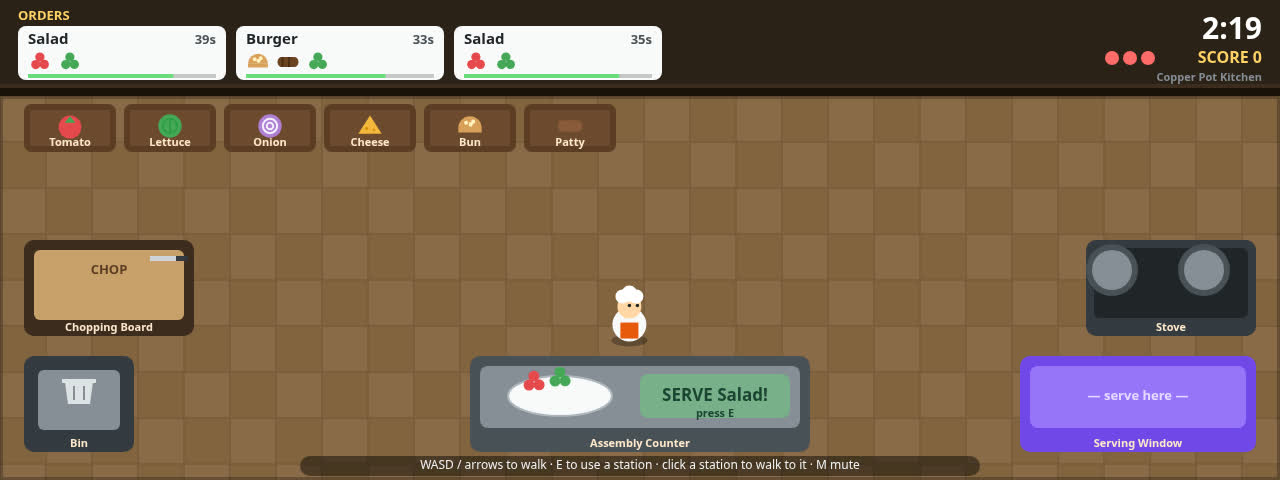 ORDERS
Salad 39s
Burger 33s
Salad 35s
2:19
SCORE 0
Copper Pot Kitchen
Tomato
Lettuce
Onion
Cheese
Bun
Patty
CHOP
Chopping Board
Stove
Bin
SERVE Salad!
press E
Assembly Counter
— serve here —
Serving Window
WASD / arrows to walk · E to use a station · click a station to walk to it · M mute